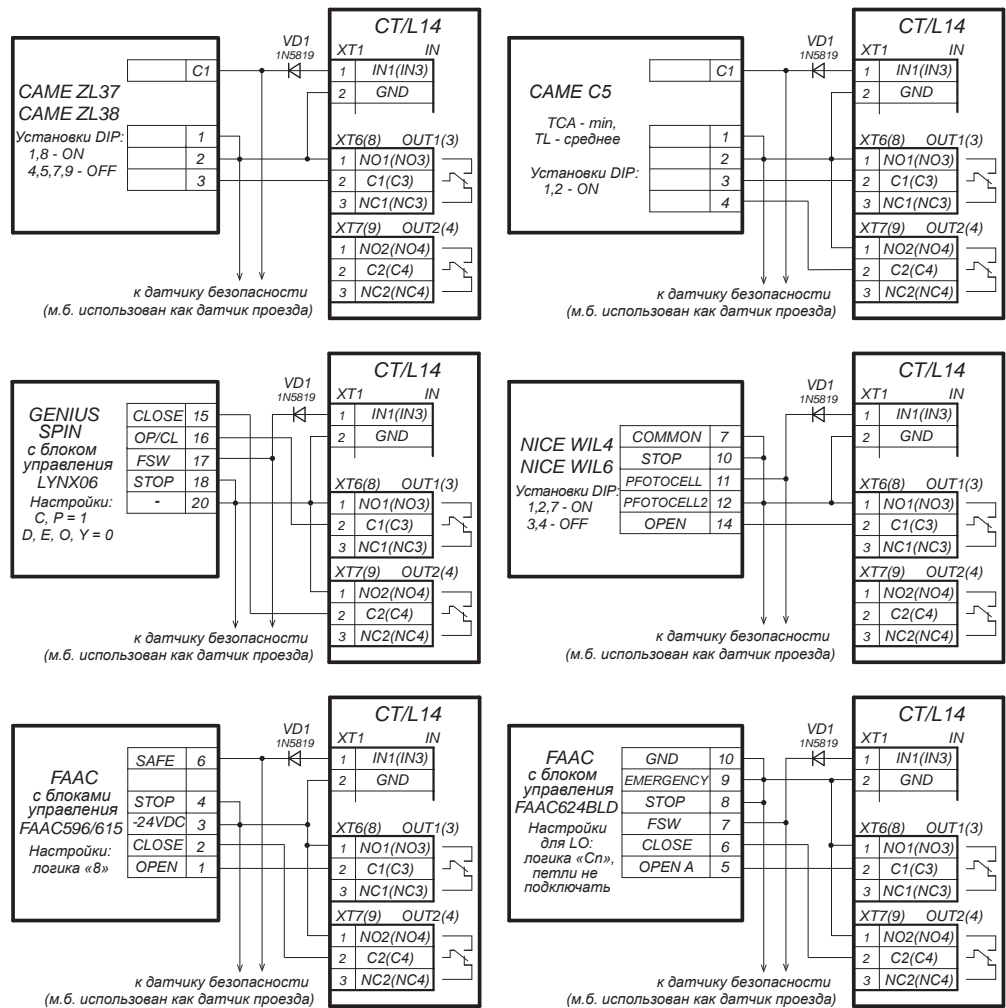 CAME ZL37
CAME ZL38
Установки DIP:
1,8 - ON
4,5,7,9 - OFF
C1
1
2
3
VD1
1N5819
CT/L14
XT1 IN
1 IN1(IN3)
2 GND
XT6(8) OUT1(3)
1 NO1(NO3)
2 C1(C3)
3 NC1(NC3)
XT7(9) OUT2(4)
1 NO2(NO4)
2 C2(C4)
3 NC2(NC4)
к датчику безопасности
(м.б. использован как датчик проезда)
CAME C5
TCA - min,
TL - среднее
Установки DIP:
1,2 - ON
C1
1
2
3
4
VD1
1N5819
CT/L14
XT1 IN
1 IN1(IN3)
2 GND
XT6(8) OUT1(3)
1 NO1(NO3)
2 C1(C3)
3 NC1(NC3)
XT7(9) OUT2(4)
1 NO2(NO4)
2 C2(C4)
3 NC2(NC4)
к датчику безопасности
(м.б. использован как датчик проезда)
GENIUS
SPIN
с блоком
управления
LYNX06
Настройки:
C, P = 1
D, E, O, Y = 0
CLOSE 15
OP/CL 16
FSW 17
STOP 18
- 20
VD1
1N5819
CT/L14
XT1 IN
1 IN1(IN3)
2 GND
XT6(8) OUT1(3)
1 NO1(NO3)
2 C1(C3)
3 NC1(NC3)
XT7(9) OUT2(4)
1 NO2(NO4)
2 C2(C4)
3 NC2(NC4)
к датчику безопасности
(м.б. использован как датчик проезда)
NICE WIL4
NICE WIL6
Установки DIP:
1,2,7 - ON
3,4 - OFF
COMMON 7
STOP 10
PFOTOCELL 11
PFOTOCELL2 12
OPEN 14
VD1
1N5819
CT/L14
XT1 IN
1 IN1(IN3)
2 GND
XT6(8) OUT1(3)
1 NO1(NO3)
2 C1(C3)
3 NC1(NC3)
XT7(9) OUT2(4)
1 NO2(NO4)
2 C2(C4)
3 NC2(NC4)
к датчику безопасности
(м.б. использован как датчик проезда)
FAAC
с блоками
управления
FAAC596/615
Настройки:
логика «8»
SAFE 6
STOP 4
-24VDC 3
CLOSE 2
OPEN 1
VD1
1N5819
CT/L14
XT1 IN
1 IN1(IN3)
2 GND
XT6(8) OUT1(3)
1 NO1(NO3)
2 C1(C3)
3 NC1(NC3)
XT7(9) OUT2(4)
1 NO2(NO4)
2 C2(C4)
3 NC2(NC4)
к датчику безопасности
(м.б. использован как датчик проезда)
FAAC
с блоком
управления
FAAC624BLD
Настройки
для LO:
логика «Cn»,
петли не
подключать
GND 10
EMERGENCY 9
STOP 8
FSW 7
CLOSE 6
OPEN A 5
VD1
1N5819
CT/L14
XT1 IN
1 IN1(IN3)
2 GND
XT6(8) OUT1(3)
1 NO1(NO3)
2 C1(C3)
3 NC1(NC3)
XT7(9) OUT2(4)
1 NO2(NO4)
2 C2(C4)
3 NC2(NC4)
к датчику безопасности
(м.б. использован как датчик проезда)